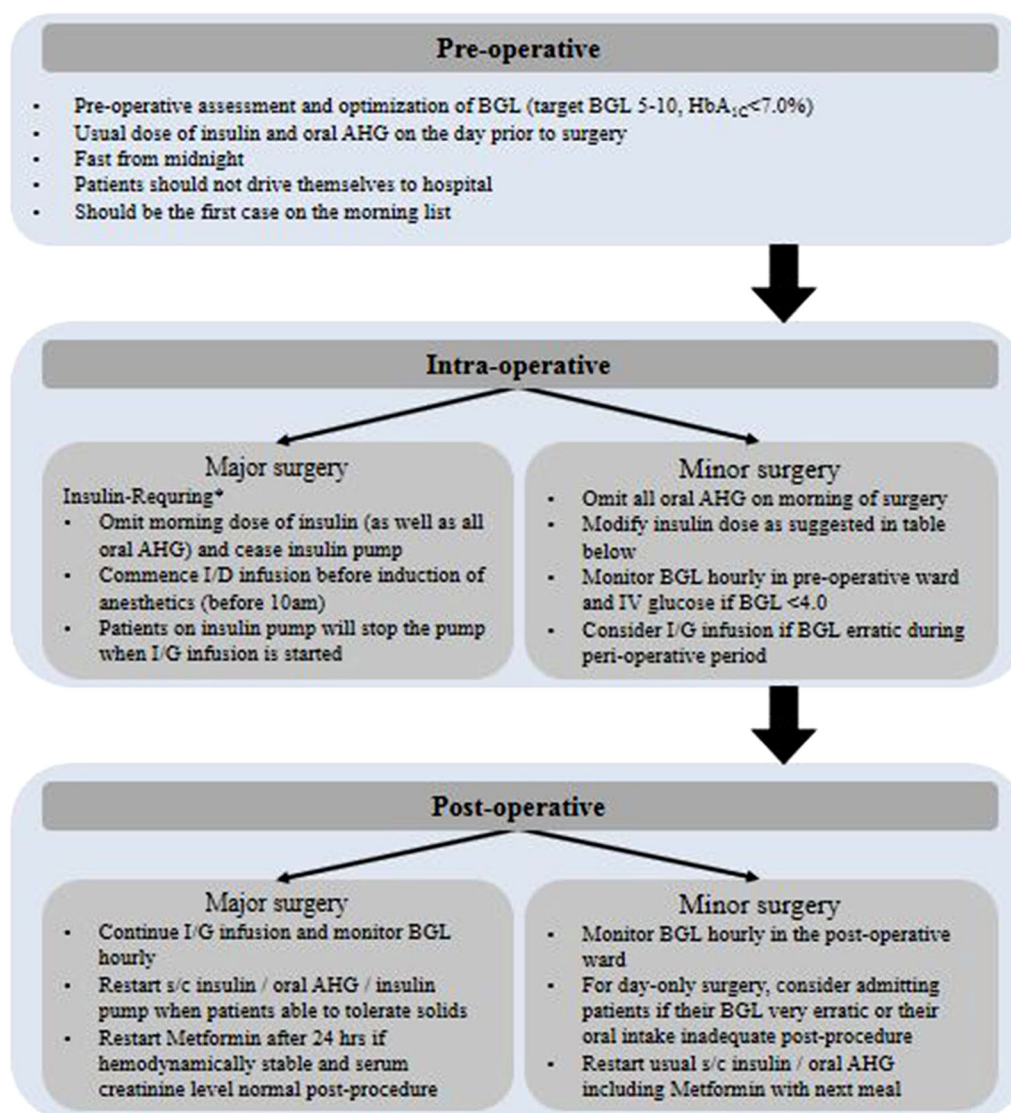 Pre-operative
• Pre-operative assessment and optimization of BGL (target BGL 5-10, HbA1C<7.0%)
• Usual dose of insulin and oral AHG on the day prior to surgery
• Fast from midnight
• Patients should not drive themselves to hospital
• Should be the first case on the morning list
Intra-operative
Major surgery
Insulin-Requring*
• Omit morning dose of insulin (as well as all
oral AHG) and cease insulin pump
• Commence I/D infusion before induction of
anesthetics (before 10am)
• Patients on insulin pump will stop the pump
when I/G infusion is started
Minor surgery
• Omit all oral AHG on morning of surgery
• Modify insulin dose as suggested in table
below
• Monitor BGL hourly in pre-operative ward
and IV glucose if BGL <4.0
• Consider I/G infusion if BGL erratic during
peri-operative period
Post-operative
Major surgery
• Continue I/G infusion and monitor BGL
hourly
• Restart s/c insulin / oral AHG / insulin
pump when patients able to tolerate solids
• Restart Metformin after 24 hrs if
hemodynamically stable and serum
creatinine level normal post-procedure
Minor surgery
• Monitor BGL hourly in the post-operative
ward
• For day-only surgery, consider admitting
patients if their BGL very erratic or their
oral intake inadequate post-procedure
• Restart usual s/c insulin / oral AHG
including Metformin with next meal